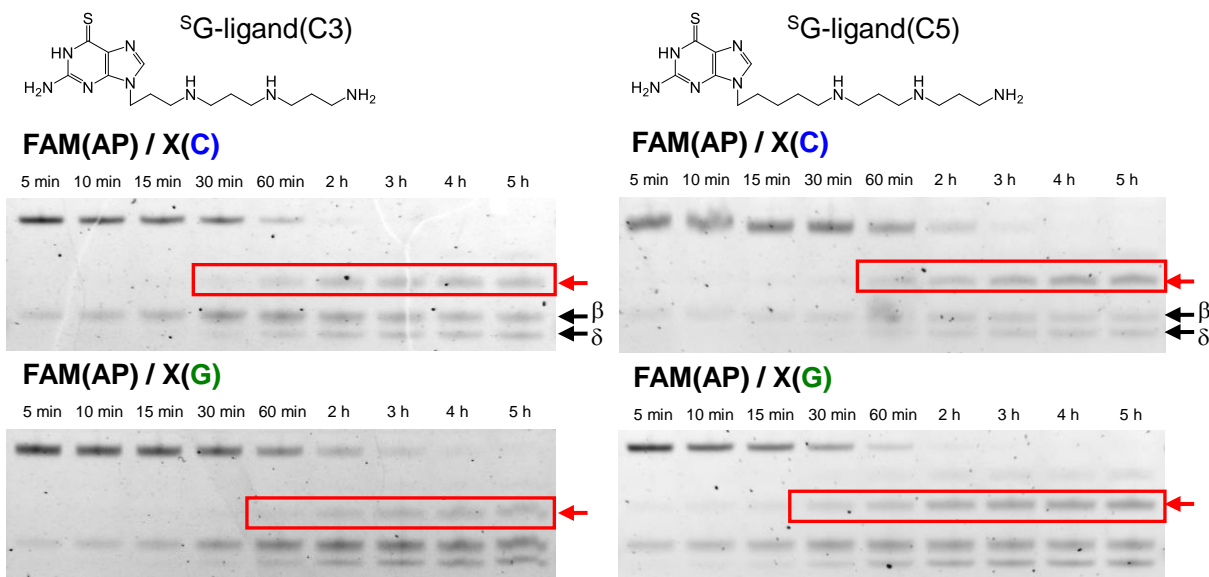 SG-ligand(C3)
S
N
HN
H2N
N
N
H
N
H
N
NH2
FAM(AP) / X(C)
5 min 10 min 15 min 30 min 60 min 2 h 3 h 4 h 5 h
β
δ
FAM(AP) / X(G)
5 min 10 min 15 min 30 min 60 min 2 h 3 h 4 h 5 h
SG-ligand(C5)
S
N
HN
H2N
N
N
H
N
H
N
NH2
FAM(AP) / X(C)
5 min 10 min 15 min 30 min 60 min 2 h 3 h 4 h 5 h
β
δ
FAM(AP) / X(G)
5 min 10 min 15 min 30 min 60 min 2 h 3 h 4 h 5 h